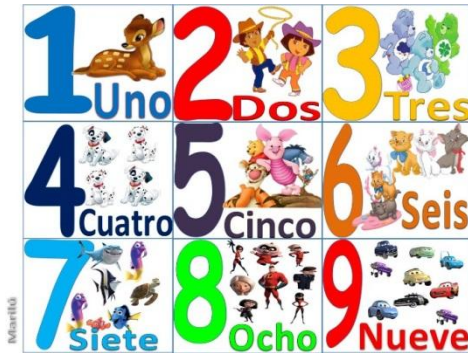 1 Uno
2 Dos
3 Tres
4 Cuatro
5 Cinco
6 Seis
7 Siete
8 Ocho
9 Nueve
Marilú